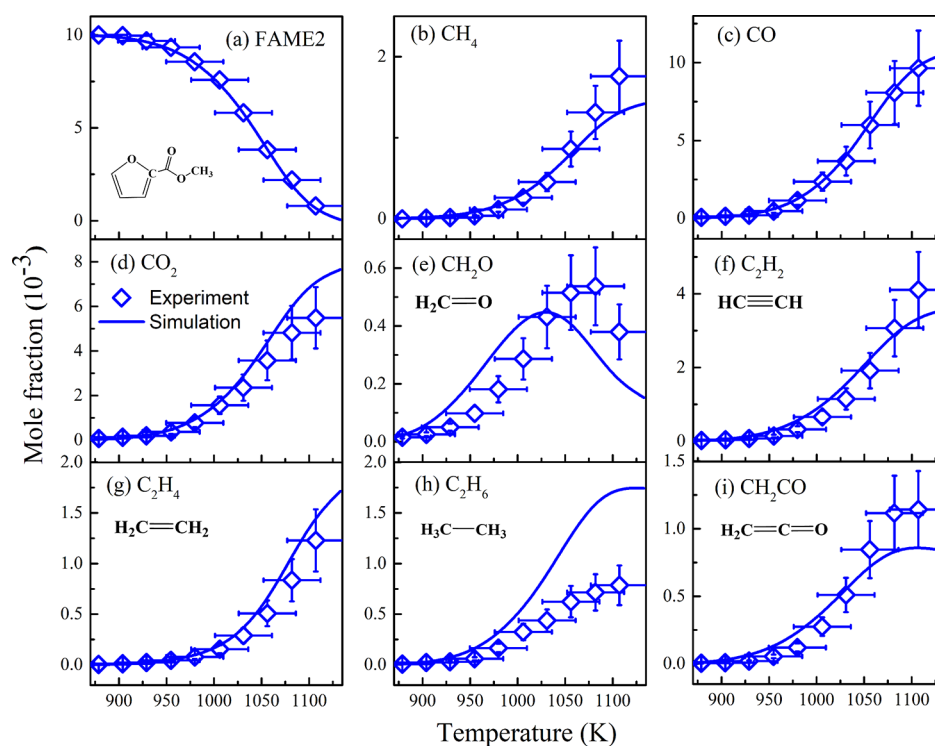 (a) FAME2
(b) CH₄
(c) CO
10
5
0
O
C
O
O
CH₃
2
1
0
10
5
0
(d) CO₂
Experiment
Simulation
8
6
4
2
0
(e) CH₂O
H₂C
O
0.6
0.4
0.2
0.0
(f) C₂H₂
HC
CH
4
2
0
Mole fraction (10⁻³)
(g) C₂H₄
H₂C
CH₂
2.0
1.5
1.0
0.5
0.0
(h) C₂H₆
H₃C
CH₃
2.0
1.5
1.0
0.5
0.0
(i) CH₂CO
H₂C
C
O
1.5
1.0
0.5
0.0
900 950 1000 1050 1100
900 950 1000 1050 1100
900 950 1000 1050 1100
Temperature (K)